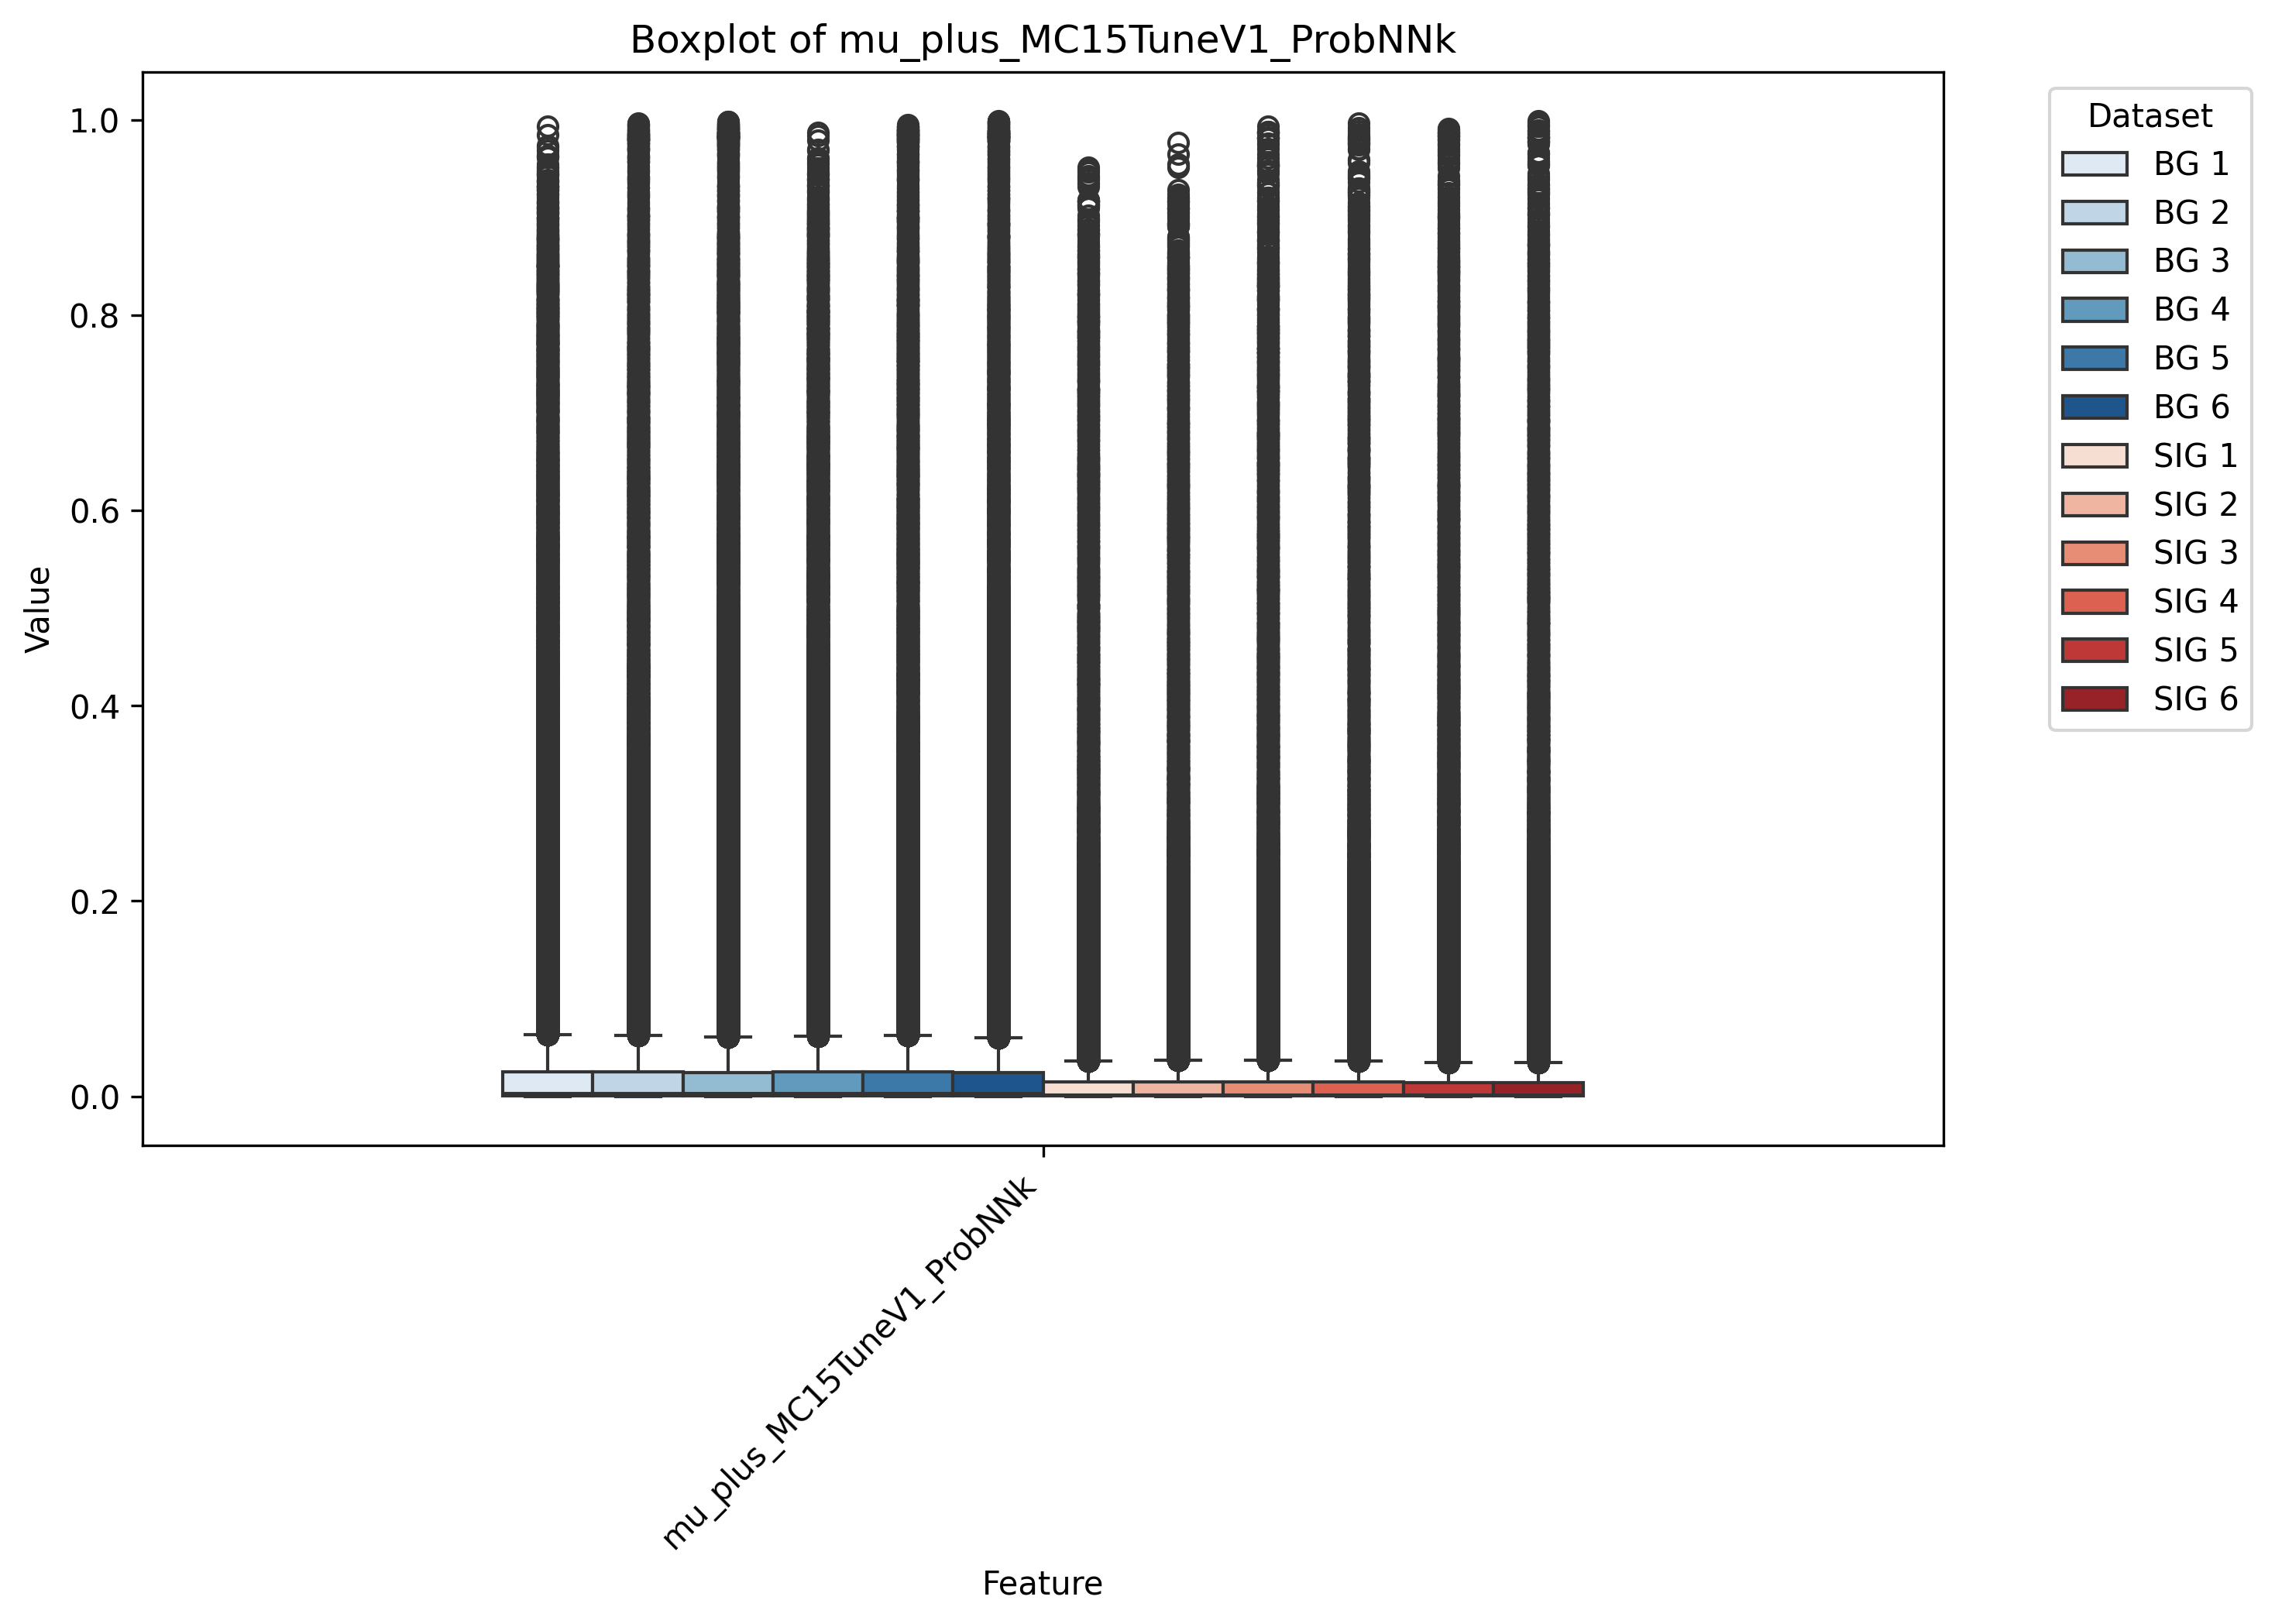 Boxplot of mu_plus_MC15TuneV1_ProbNNk
1.0
0.8
0.6
0.4
0.2
0.0
Value
mu_plus_MC15TuneV1_ProbNNk
Feature
Dataset
BG 1
BG 2
BG 3
BG 4
BG 5
BG 6
SIG 1
SIG 2
SIG 3
SIG 4
SIG 5
SIG 6